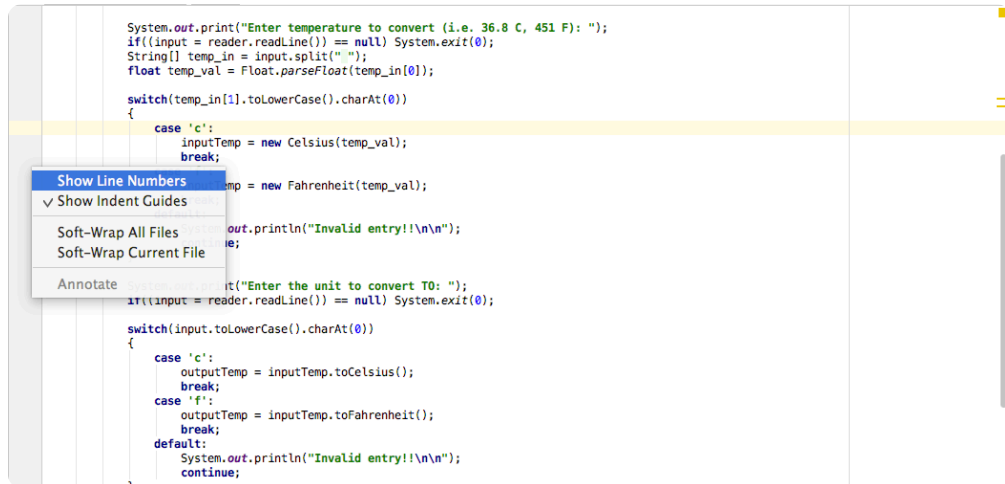 System.out.print("Enter temperature to convert (i.e. 36.8 C, 451 F): ");
if((input = reader.readLine()) == null) System.exit(0);
String[] temp_in = input.split(" ");
float temp_val = Float.parseFloat(temp_in[0]);
switch(temp_in[1].toLowerCase().charAt(0))
{
case 'c':
inputTemp = new Celsius(temp_val);
break;
Show Line Numbers
Temp = new Fahrenheit(temp_val);
✓ Show Indent Guides
Soft-Wrap All Files
.out.println("Invalid entry!!\n\n");
Soft-Wrap Current File
Annotate
System.out.print("Enter the unit to convert TO: ");
if((input = reader.readLine()) == null) System.exit(0);
switch(input.toLowerCase().charAt(0))
{
case 'c':
outputTemp = inputTemp.toCelsius();
break;
case 'f':
outputTemp = inputTemp.toFahrenheit();
break;
default:
System.out.println("Invalid entry!!\n\n");
continue;